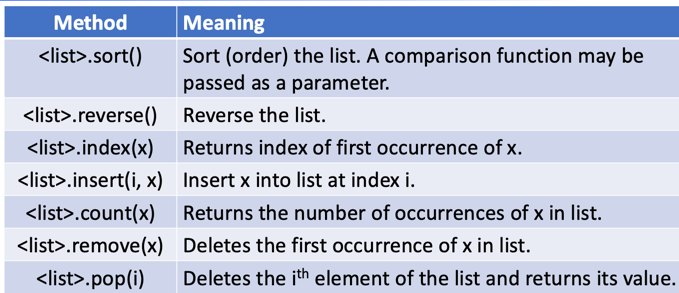 Method Meaning
<list>.sort() Sort (order) the list. A comparison function may be
passed as a parameter.
<list>.reverse() Reverse the list.
<list>.index(x) Returns index of first occurrence of x.
<list>.insert(i, x) Insert x into list at index i.
<list>.count(x) Returns the number of occurrences of x in list.
<list>.remove(x) Deletes the first occurrence of x in list.
<list>.pop(i) Deletes the ith element of the list and returns its value.